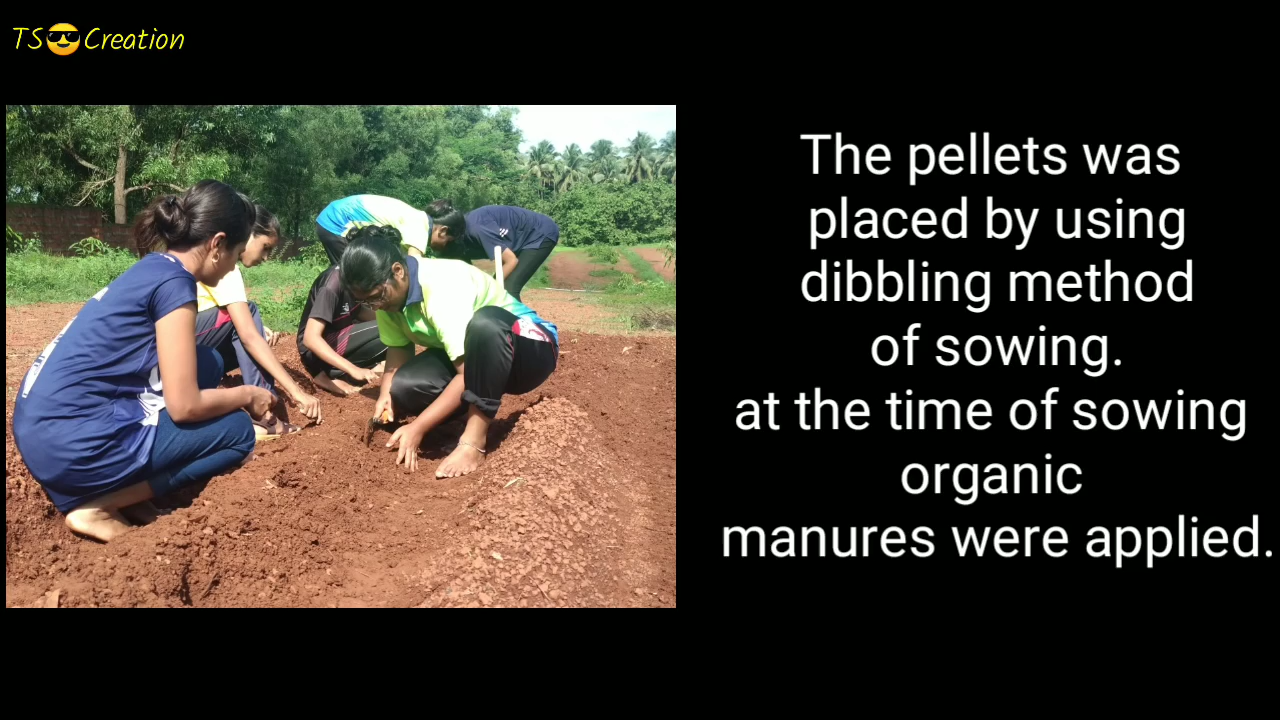 TS😎Creation
The pellets was
placed by using
dibbling method
of sowing.
at the time of sowing
organic
manures were applied.